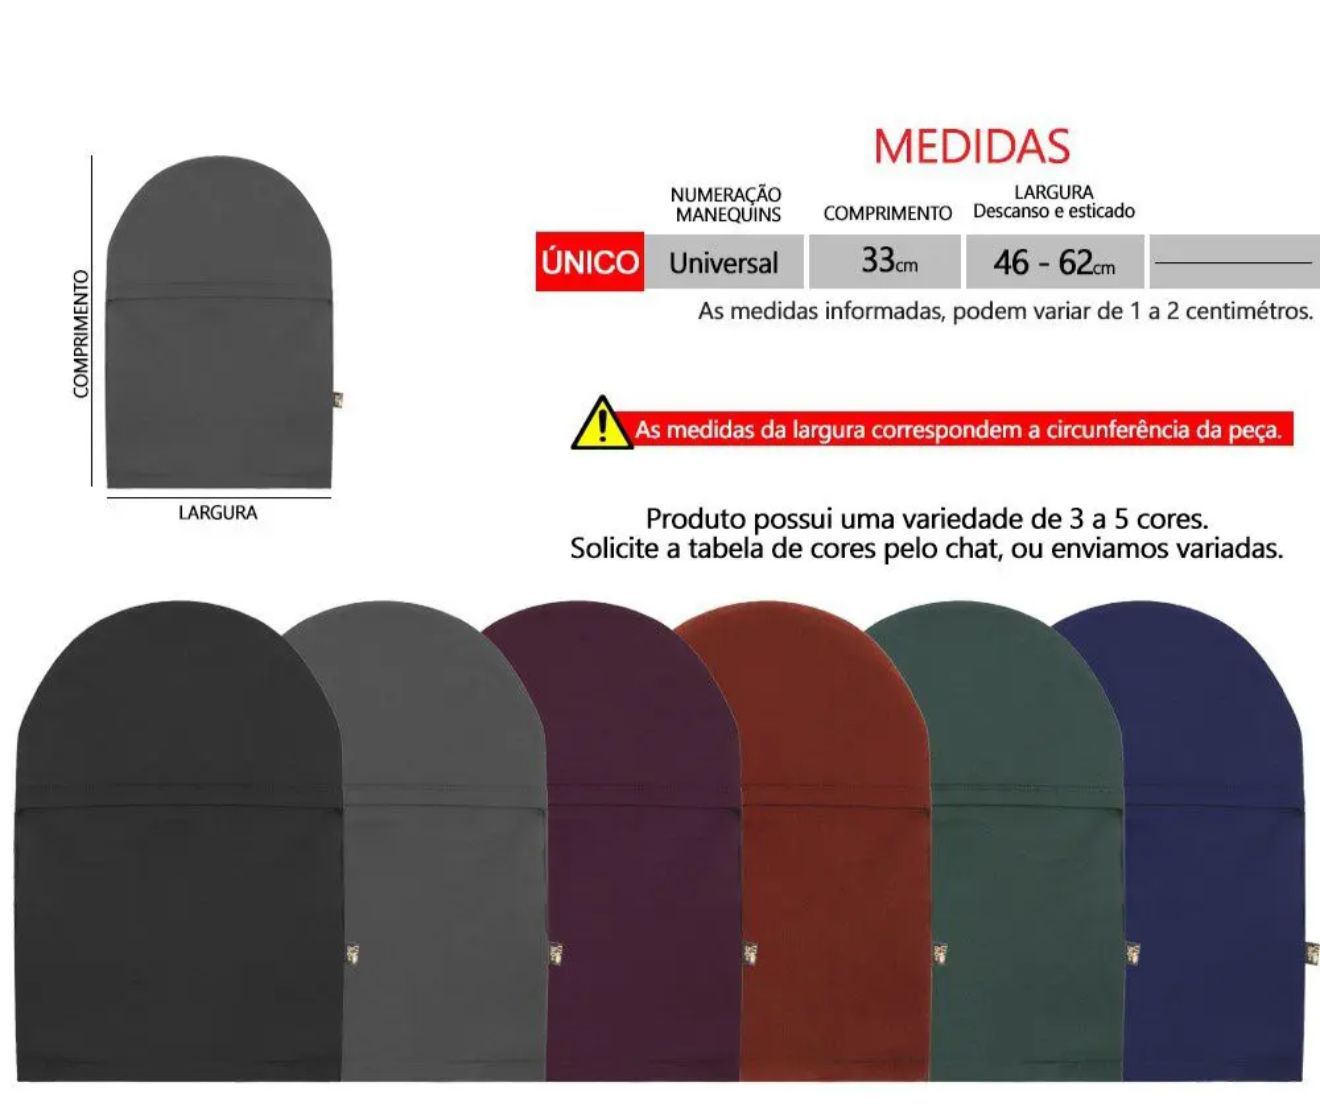 MEDIDAS
NUMERAÇÃO
MANEQUINS
COMPRIMENTO
LARGURA
Descanso e esticado
ÚNICO
Universal
33cm
46 - 62cm
As medidas informadas, podem variar de 1 a 2 centimétros.
COMPRIMENTO
LARGURA
As medidas da largura correspondem a circunferência da peça.
Produto possui uma variedade de 3 a 5 cores.
Solicite a tabela de cores pelo chat, ou enviamos variadas.